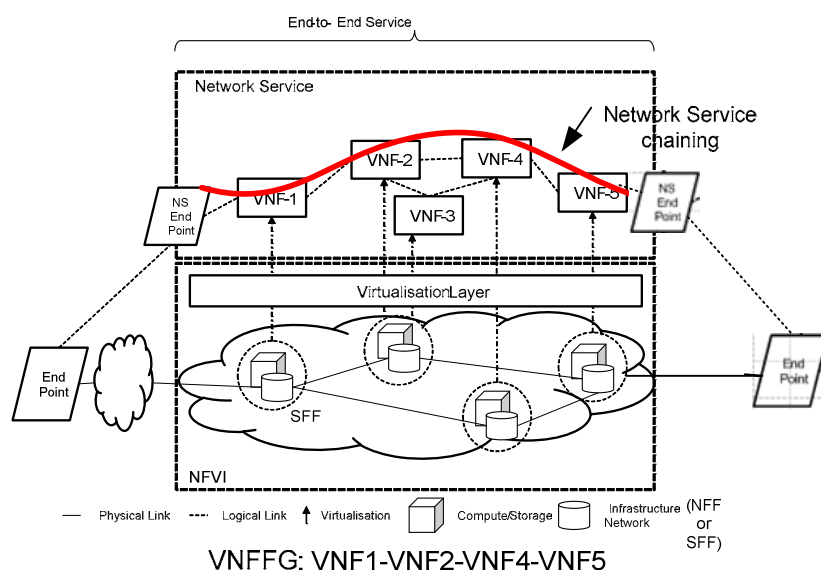 End-to- End Service
Network Service
Network Service
chaining
VNF-2
VNF-4
VNF-1
VNF-5
VNF-3
NS
End
Point
NS
End
Point
VirtualisationLayer
End
Point
End
Point
SFF
NFVI
Physical Link
Logical Link
Virtualisation
Compute/Storage
Infrastructure
Network
(NFF
or
SFF)
VNFFG: VNF1-VNF2-VNF4-VNF5